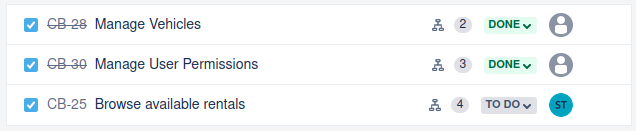 CB-28 Manage Vehicles 2 DONE
CB-30 Manage User Permissions 3 DONE
CB-25 Browse available rentals 4 TO DO ST